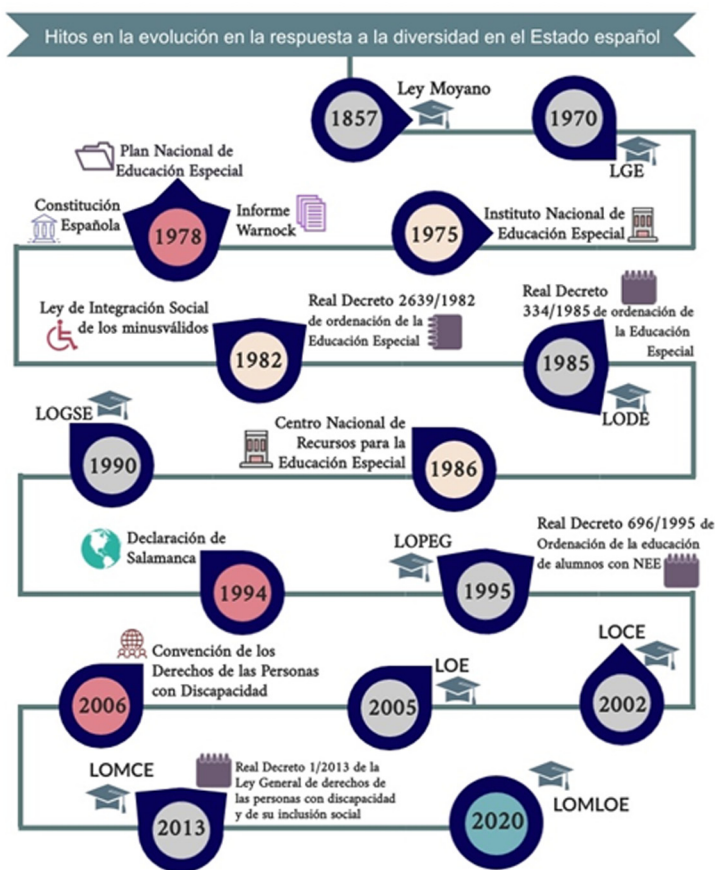 Hitos en la evolución en la respuesta a la diversidad en el Estado español
1857
Ley Moyano
1970
LGE
1975
Instituto Nacional de
Educación Especial
1978
Plan Nacional de
Educación Especial
Constitución
Española
Informe
Warnock
1982
Ley de Integración Social
de los minusválidos
Real Decreto 2639/1982
de ordenación de la
Educación Especial
1985
Real Decreto
334/1985 de ordenación de
la Educación
Especial
LODE
1986
Centro Nacional de
Recursos para la
Educación Especial
1990
LOGSE
1994
Declaración de
Salamanca
1995
LOPEG
Real Decreto 696/1995 de
Ordenación de la educación
de alumnos con NEE
2002
LOCE
2005
LOE
2006
Convención de los
Derechos de las Personas
con Discapacidad
2013
LOMCE
Real Decreto 1/2013 de la
Ley General de derechos de
las personas con discapacidad
y de su inclusión social
2020
LOMLOE